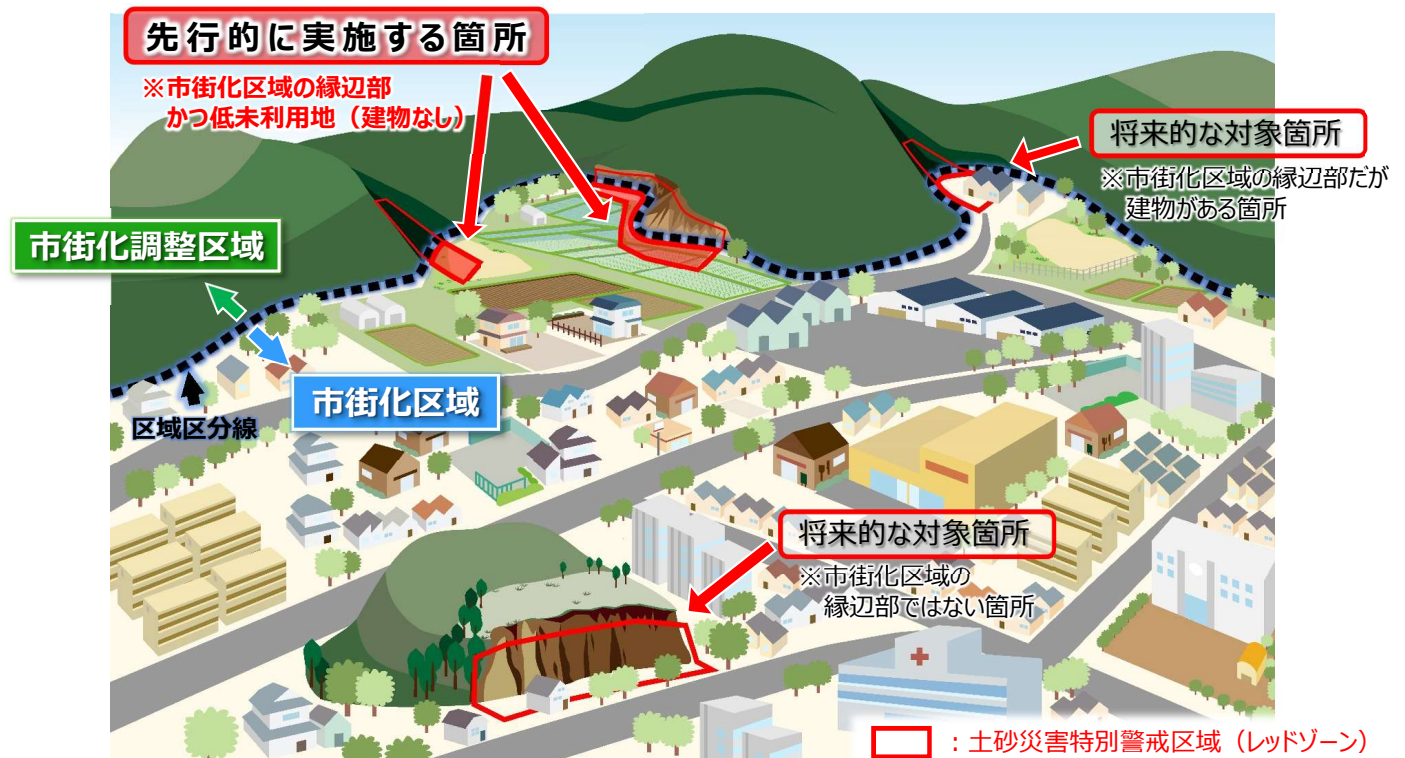 先行的に実施する箇所
※市街化区域の縁辺部
かつ低未利用地（建物なし）
将来的な対象箇所
※市街化区域の縁辺部だが
建物がある箇所
市街化調整区域
市街化区域
区域区分線
将来的な対象箇所
※市街化区域の
縁辺部ではない箇所
：土砂災害特別警戒区域（レッドゾーン）